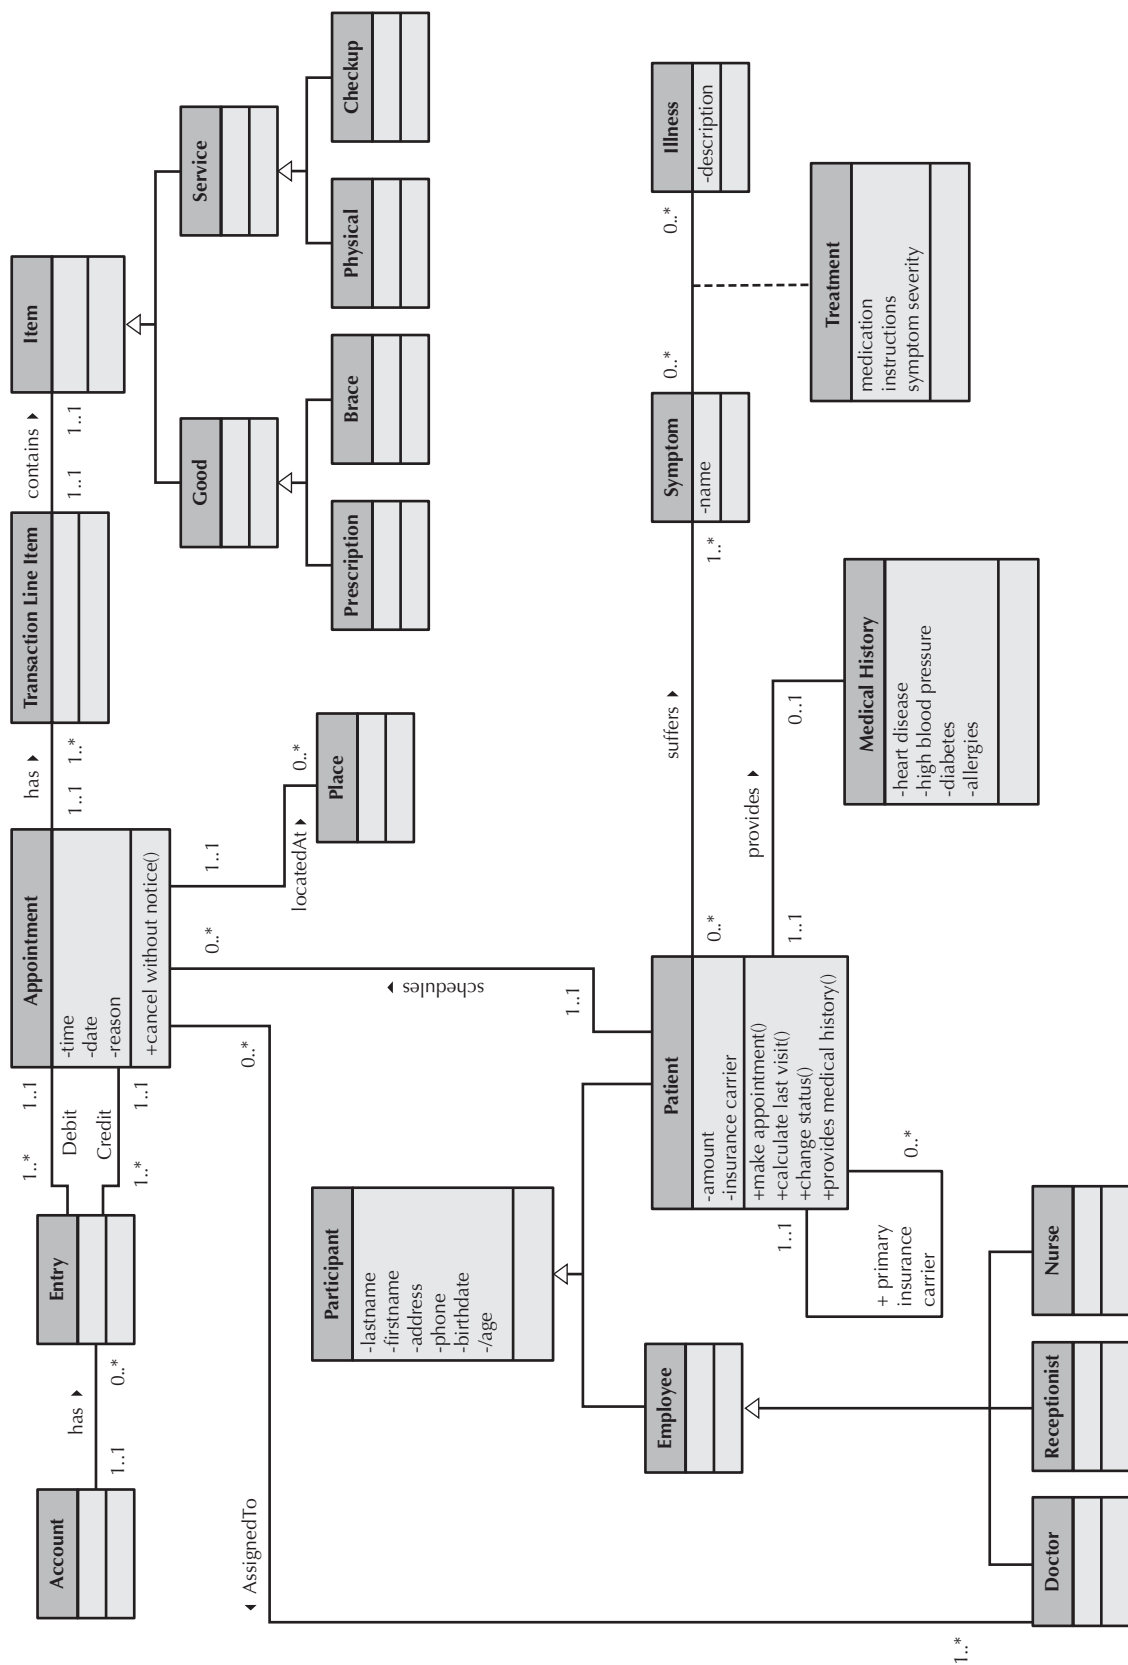 Account
has ▸
1..1
0..*
Entry
1..*
1..1
Debit
Credit
1..*
1..1
Appointment
-time
-date
-reason
+cancel without notice()
has ▸
1..1
1..*
Transaction Line Item
contains ▸
1..1
1..1
Item
Good
Service
Prescription
Brace
Physical
Checkup
1..1
locatedAt ▸
0..*
Place
◂ AssignedTo
1..*
0..*
0..*
schedules ▸
1..1
Participant
-lastname
-firstname
-address
-phone
-birthdate
-/age
Employee
Doctor
Receptionist
Nurse
Patient
-amount
-insurance carrier
+make appointment()
+calculate last visit()
+change status()
+provides medical history()
1..1
0..*
+ primary
insurance
carrier
0..*
suffers ▸
1..*
1..1
provides ▸
0..1
Medical History
-heart disease
-high blood pressure
-diabetes
-allergies
Symptom
-name
0..*
0..*
Illness
-description
Treatment
medication
instructions
symptom severity